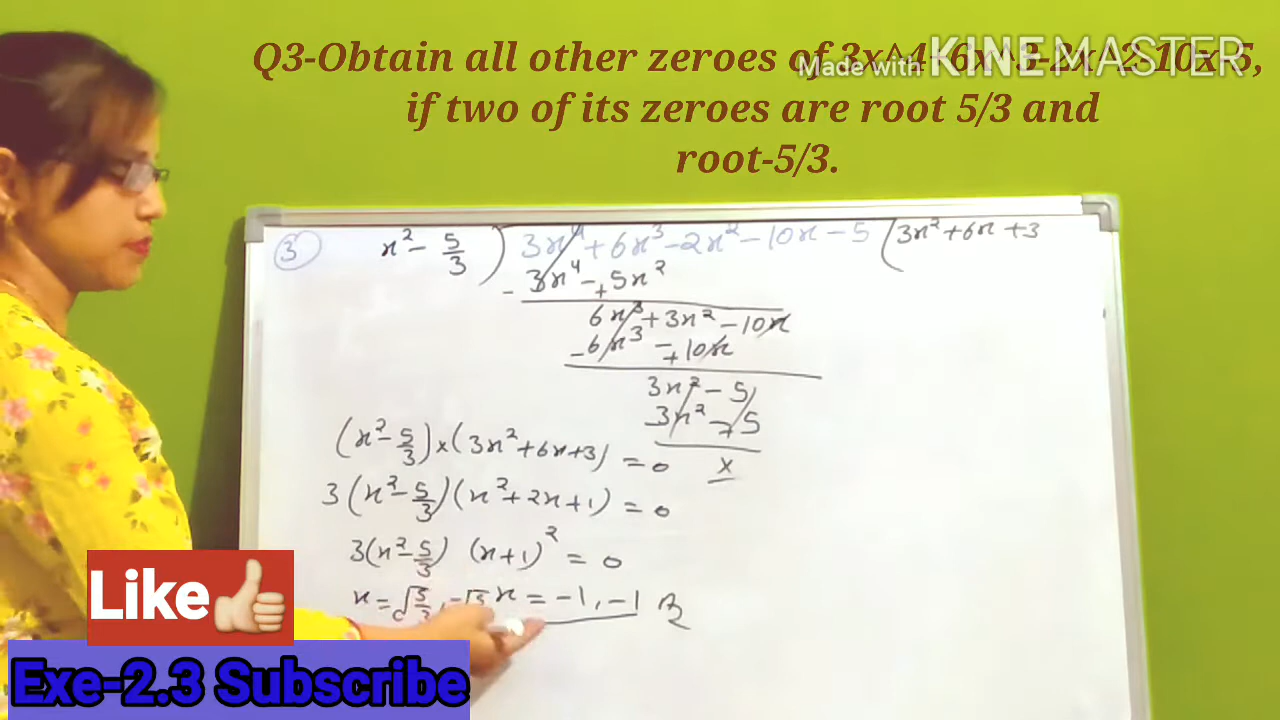 Q3-Obtain all other zeroes of 3x^4+6x^3-2x^2-10x-5,
Made with KINEMASTER
if two of its zeroes are root 5/3 and
root-5/3.
3 x² - 5/3 ) 3x⁴ + 6x³ - 2x² - 10x - 5 ( 3x² + 6x + 3
- 3x⁴ -+ 5x²
6x³ + 3x² - 10x
- 6x³ -+ 10x
3x² - 5
3x² -+ 5
x
(x² - 5/3) × (3x² + 6x + 3) = 0
3 (x² - 5/3) (x² + 2x + 1) = 0
3 (x² - 5/3) (x + 1)² = 0
x = √5/3, -√5 x = -1, -1
Like
Exe-2.3 Subscribe